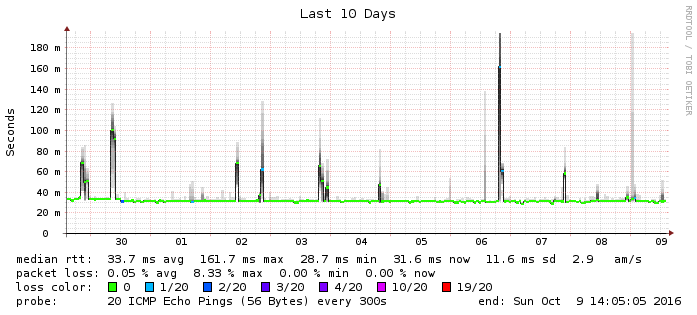 Last 10 Days
RRDTOOL / TOBI OETIKER
Seconds
180 m
160 m
140 m
120 m
100 m
80 m
60 m
40 m
20 m
0
30 01 02 03 04 05 06 07 08 09
median rtt: 33.7 ms avg 161.7 ms max 28.7 ms min 31.6 ms now 11.6 ms sd 2.9 am/s
packet loss: 0.05 % avg 8.33 % max 0.00 % min 0.00 % now
loss color: 0 1/20 2/20 3/20 4/20 10/20 19/20
probe: 20 ICMP Echo Pings (56 Bytes) every 300s end: Sun Oct 9 14:05:05 2016